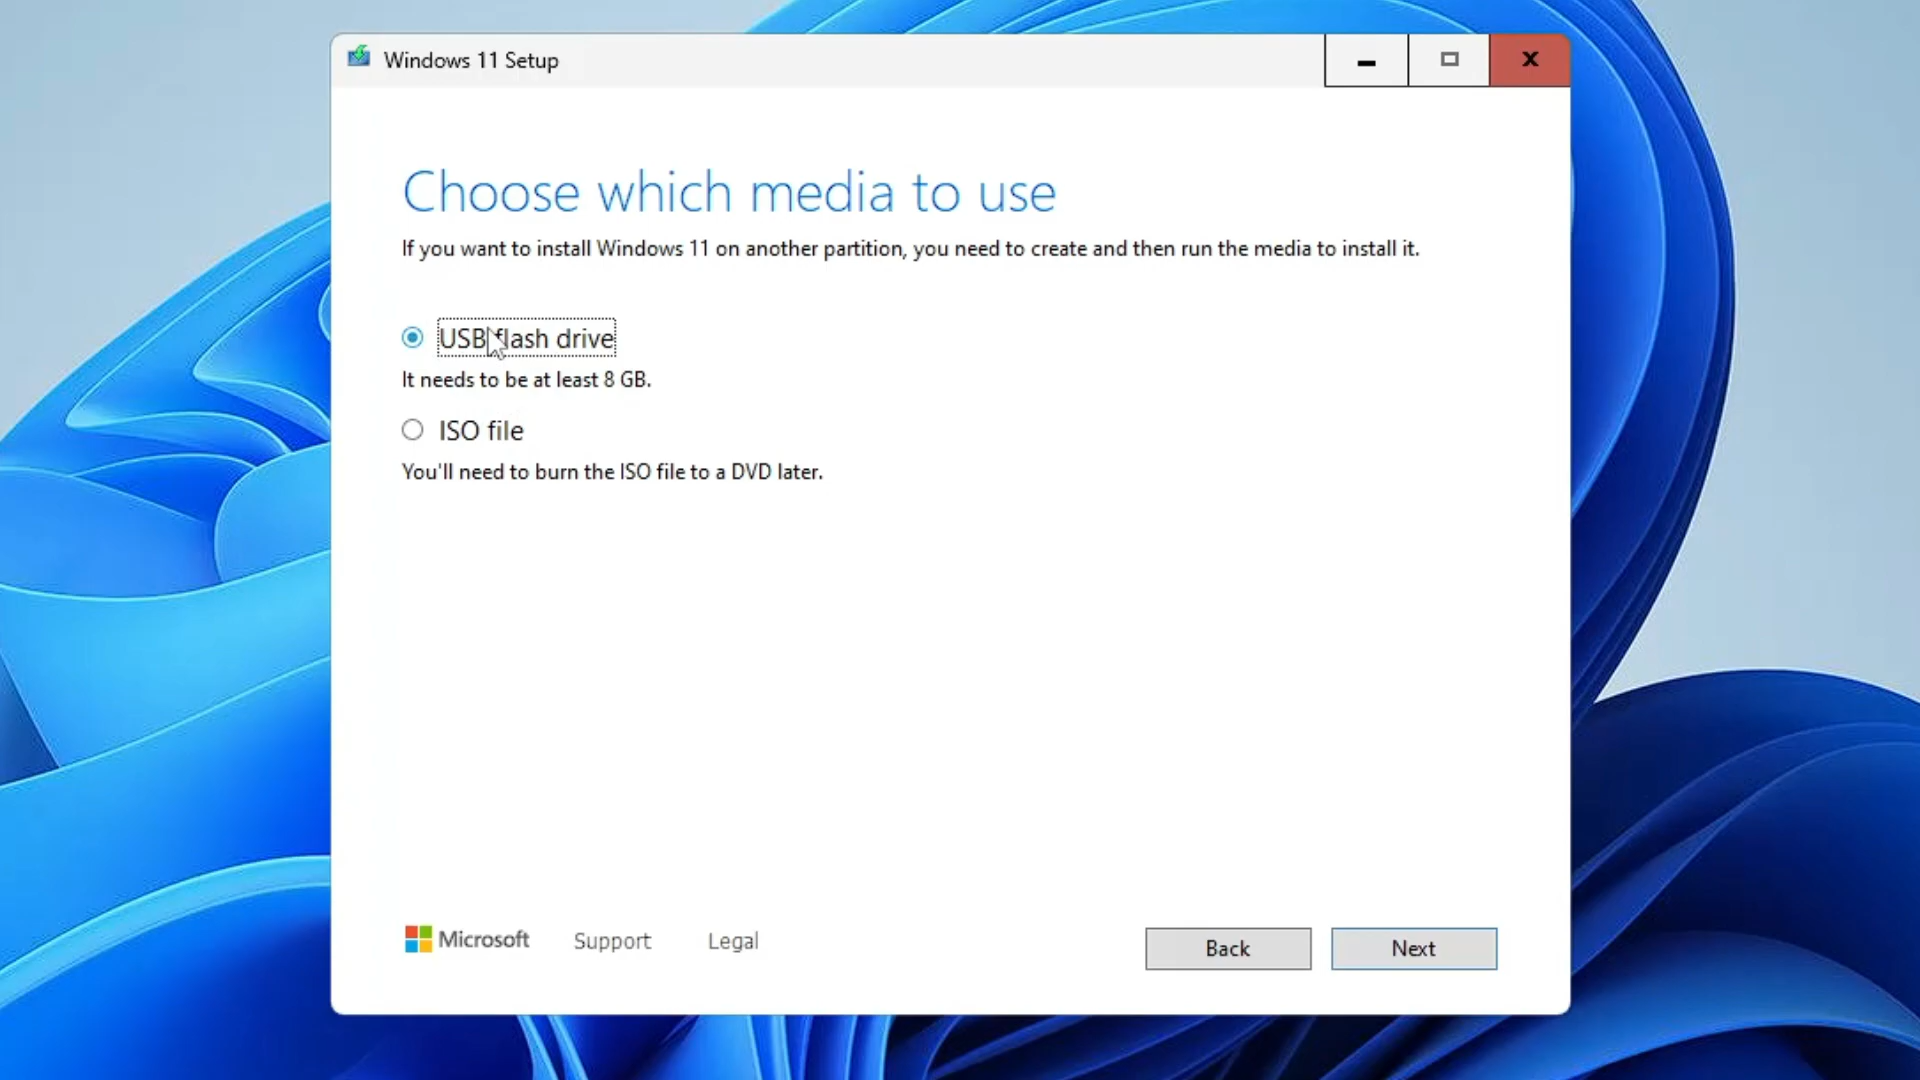 Windows 11 Setup
Choose which media to use
If you want to install Windows 11 on another partition, you need to create and then run the media to install it.
USB flash drive
It needs to be at least 8 GB.
ISO file
You'll need to burn the ISO file to a DVD later.
Microsoft Support Legal Back Next